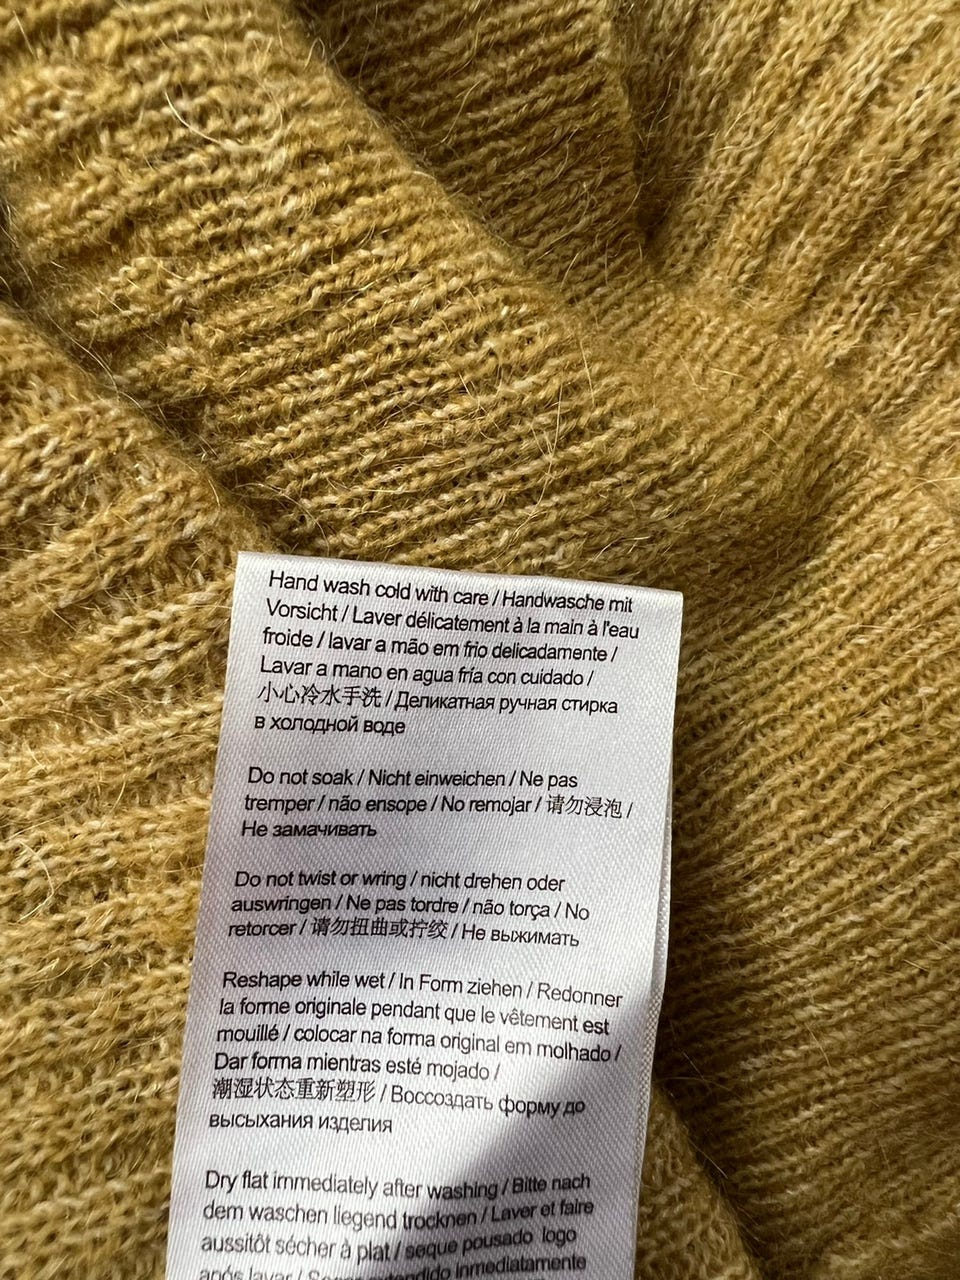 Hand wash cold with care / Handwasche mit
Vorsicht / Laver délicatement à la main à l'eau
froide / lavar a mão em frio delicadamente /
Lavar a mano en agua fría con cuidado /
小心冷水手洗 / Деликатная ручная стирка
в холодной воде
Do not soak / Nicht einweichen / Ne pas
tremper / não ensope / No remojar / 请勿浸泡 /
Не замачивать
Do not twist or wring / nicht drehen oder
auswringen / Ne pas tordre / não torça / No
retorcer / 请勿扭曲或拧绞 / Не выжимать
Reshape while wet / In Form ziehen / Redonner
la forme originale pendant que le vêtement est
mouillé / colocar na forma original em molhado /
Dar forma mientras esté mojado /
潮湿状态重新塑形 / Воссоздать форму до
высыхания изделия
Dry flat immediately after washing / Bitte nach
dem waschen liegend trocknen / Laver et faire
aussitôt sécher à plat / seque pousado logo
após lavar / inmediatamente